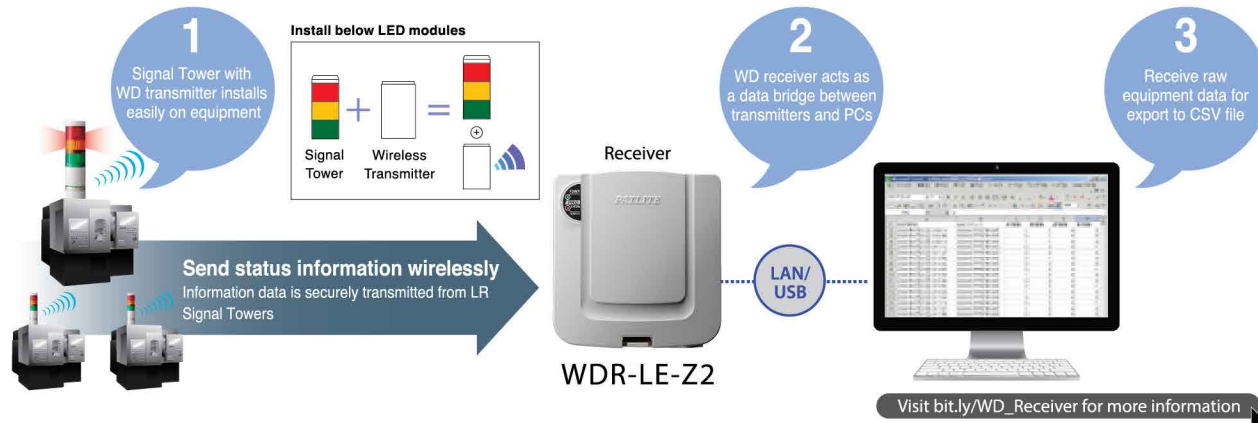 1
Signal Tower with
WD transmitter installs
easily on equipment
Install below LED modules
+
=
Signal
Tower
Wireless
Transmitter
Send status information wirelessly
Information data is securely transmitted from LR
Signal Towers
Receiver
PATLITE
WDR-LE-Z2
2
WD receiver acts as
a data bridge between
transmitters and PCs
LAN/
USB
3
Receive raw
equipment data for
export to CSV file
Visit bit.ly/WD_Receiver for more information